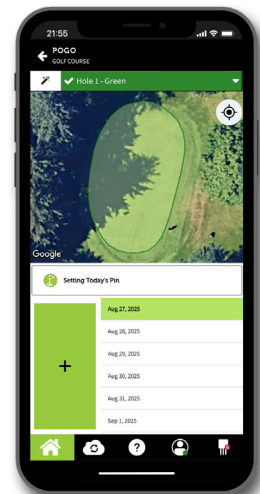 21:55
POGO
GOLF COURSE
Hole 1 - Green
Google
Setting Today's Pin
Aug 27, 2025
Aug 28, 2025
Aug 29, 2025
+
Aug 30, 2025
Aug 31, 2025
Sep 1, 2025
?